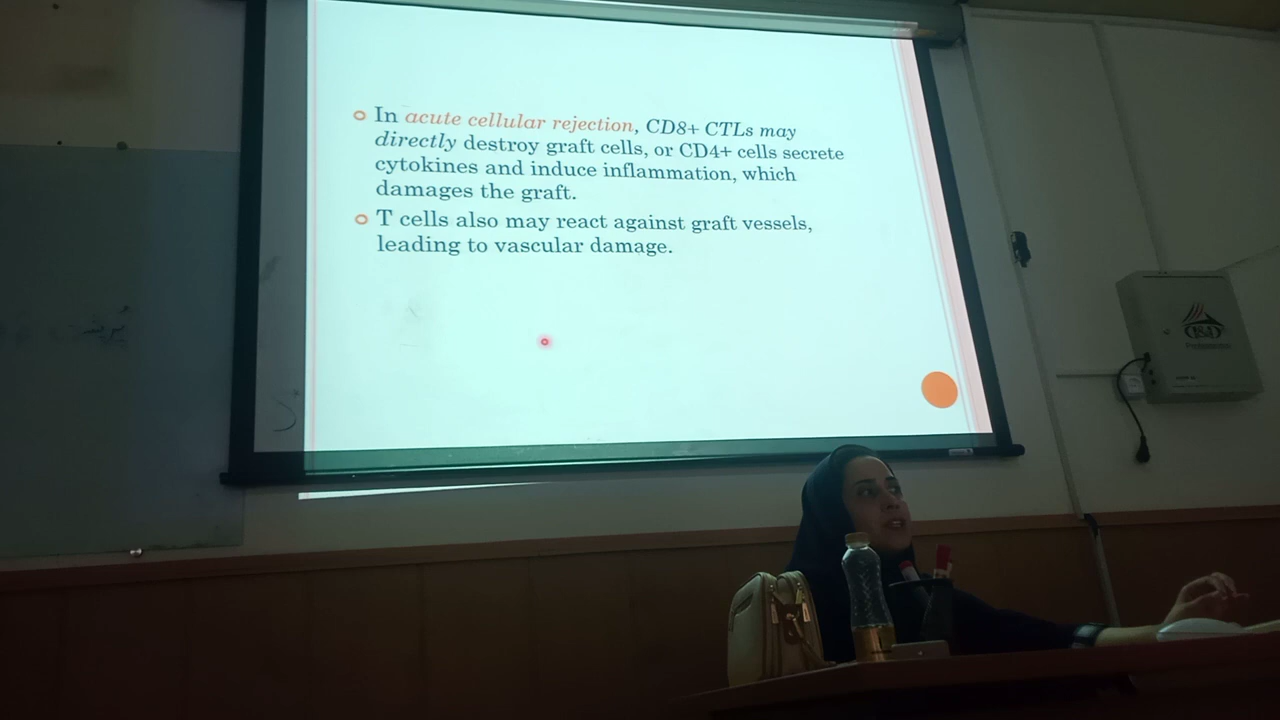 In acute cellular rejection, CD8+ CTLs may
directly destroy graft cells, or CD4+ cells secrete
cytokines and induce inflammation, which
damages the graft.
T cells also may react against graft vessels,
leading to vascular damage.